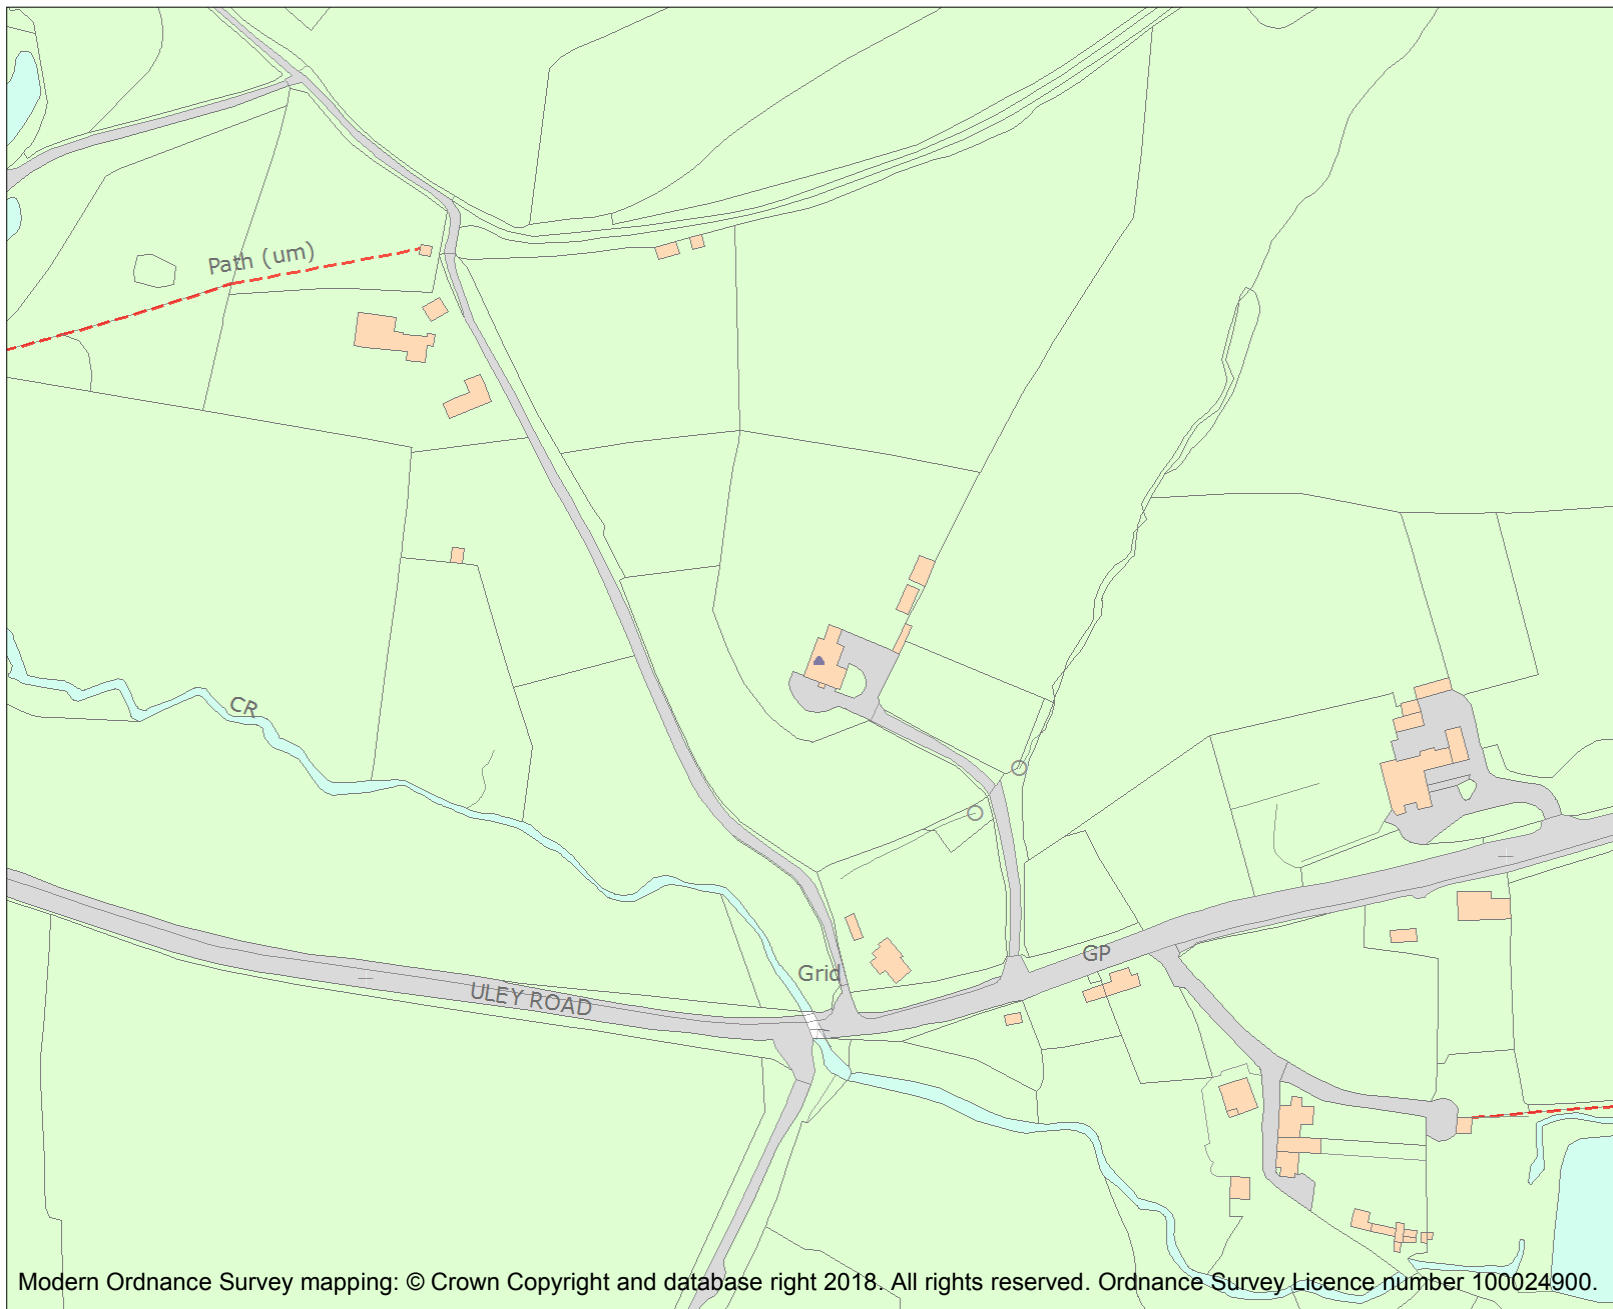 Path (um)
CR
GP
Grid
ULEY ROAD
Modern Ordnance Survey mapping: © Crown Copyright and database right 2018. All rights reserved. Ordnance Survey Licence number 100024900.